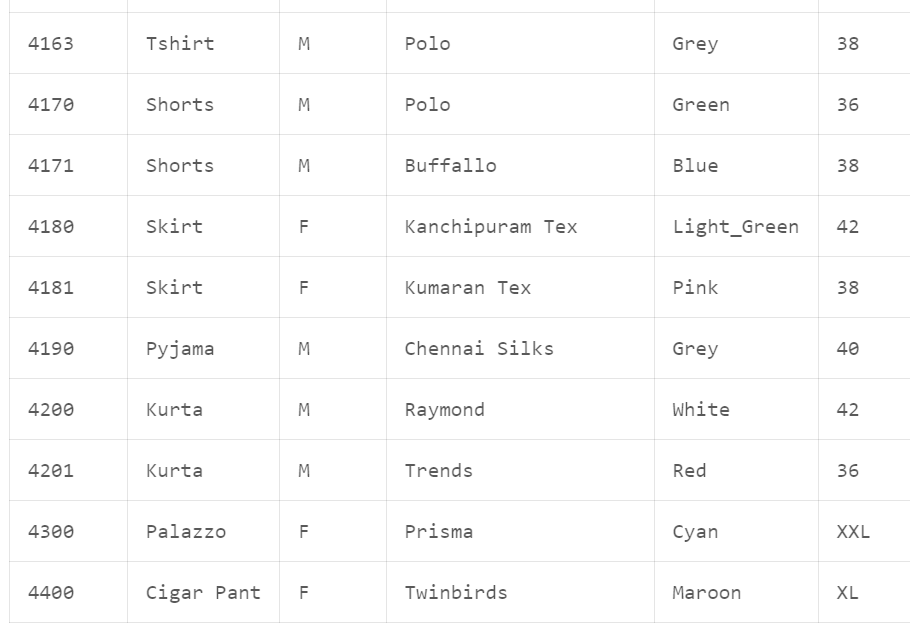 4163 Tshirt M Polo Grey 38
4170 Shorts M Polo Green 36
4171 Shorts M Buffallo Blue 38
4180 Skirt F Kanchipuram Tex Light_Green 42
4181 Skirt F Kumaran Tex Pink 38
4190 Pyjama M Chennai Silks Grey 40
4200 Kurta M Raymond White 42
4201 Kurta M Trends Red 36
4300 Palazzo F Prisma Cyan XXL
4400 Cigar Pant F Twinbirds Maroon XL